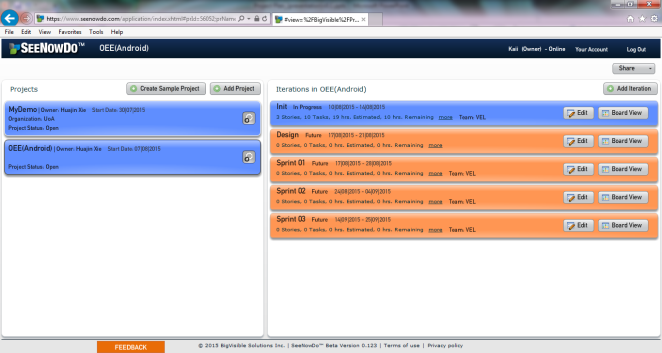 https://www.seenowdo.com/application/index.xhtml#prId=56052;prNam
#view=%2FBigVisible%2FPr...
File Edit View Favorites Tools Help
SEENOWDO™ OEE(Android)
Kaii (Owner) - Online Your Account Log Out
Share
Projects
Create Sample Project
Add Project
MyDemo | Owner: Huqjin Xie Start Date: 30|07|2015
Organization: UoA
Project Status: Open
OEE(Android) | Owner: Huqjin Xie Start Date: 07|08|2015
Project Status: Open
Iterations in OEE(Android)
Add Iteration
Init In Progress 10|08|2015 - 14|08|2015
Stories, 10 Tasks, hrs. Estimated, 10 hrs. Remaining more Team: VEL
Edit Board View
Design Future 17|08|2015 - 21|08|2015
0 Stories, 0 Tasks, 0 hrs. Estimated, 0 hrs. Remaining more
Edit Board View
Sprint 01 Future 17|08|2015 - 28|08|2015
0 Stories, 0 Tasks, 0 hrs. Estimated, 0 hrs. Remaining more Team: VEL
Edit Board View
Sprint 02 Future 24|08|2015 - 04|09|2015
0 Stories, 0 Tasks, 0 hrs. Estimated, 0 hrs. Remaining more Team: VEL
Edit Board View
Sprint 03 Future 14|09|2015 - 25|09|2015
0 Stories, 0 Tasks, 0 hrs. Estimated, 0 hrs. Remaining more Team: VEL
Edit Board View
FEEDBACK
© 2015 BigVisible Solutions Inc. | SeeNowDo™ Beta Version 0.123 | Terms of use | Privacy policy